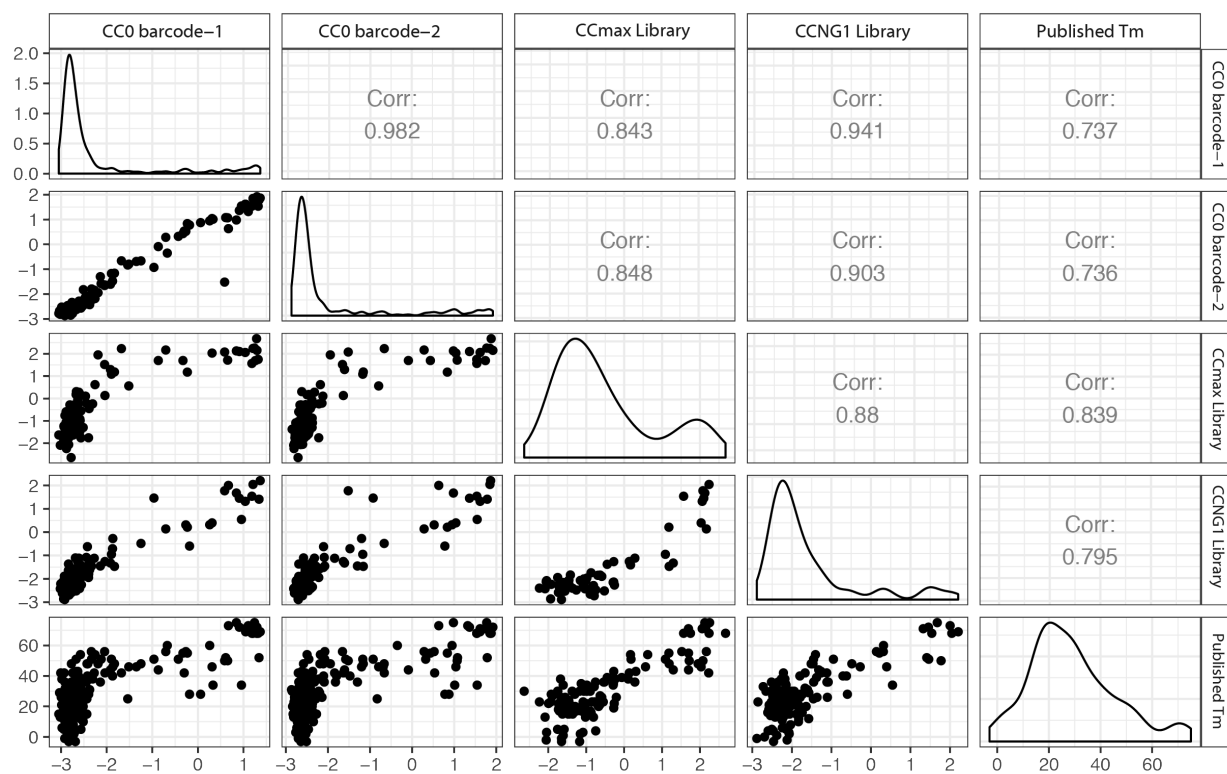 CC0 barcode−1 CC0 barcode−2 CCmax Library CCNG1 Library Published Tm
2.0
1.5
1.0
0.5
0.0
Corr:
0.982
Corr:
0.843
Corr:
0.941
Corr:
0.737
CC0 barcode−1
2
1
0
−1
−2
−3
Corr:
0.848
Corr:
0.903
Corr:
0.736
CC0 barcode−2
2
1
0
−1
−2
Corr:
0.88
Corr:
0.839
CCmax Library
2
1
0
−1
−2
−3
Corr:
0.795
CCNG1 Library
60
40
20
0
Published Tm
−3 −2 −1 0 1 −3 −2 −1 0 1 2 −2 −1 0 1 2 −3 −2 −1 0 1 2 0 20 40 60